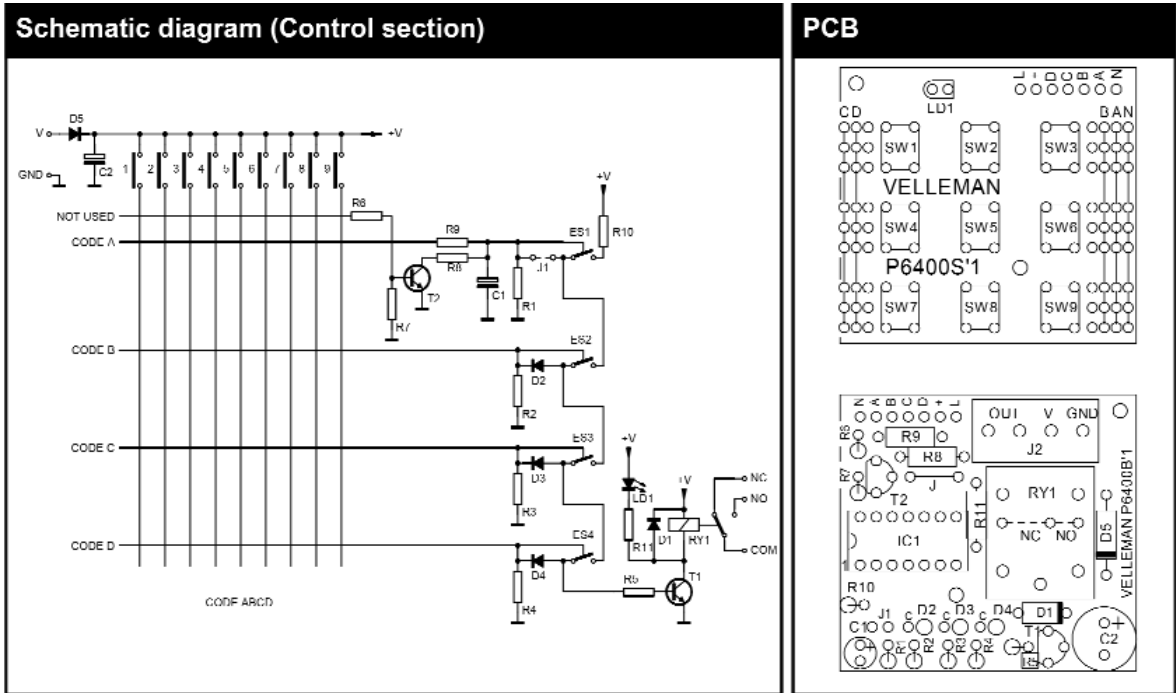 Schematic diagram (Control section)
D5
V
+V
C2
1 2 3 4 5 6 7 8 9
GND
+V
NOT USED
R6
CODE A
R9
ES1
R10
R8
J1
T2
C1
R1
R7
CODE B
ES2
D2
R2
CODE C
ES3
+V
D3
LD1
+V
NC
R3
NO
R11
D1
RY1
CODE D
ES4
COM
D4
R5
T1
R4
CODE ABCD
PCB
L - D C B A N
LD1
C D
B A N
SW1 SW2 SW3
VELLEMAN
SW4 SW5 SW6
P6400S'1
SW7 SW8 SW9
N A B C D + L
OUT V GND
R6
R9
J2
R8
R7
J
T2
RY1
R11
IC1
NC NO
D5
1
VELLEMAN P6400B'1
R10
J1 C D2 C D3 C D4
D1
C1
T1
+
C2
+
R1 R2 R3 R4
R5